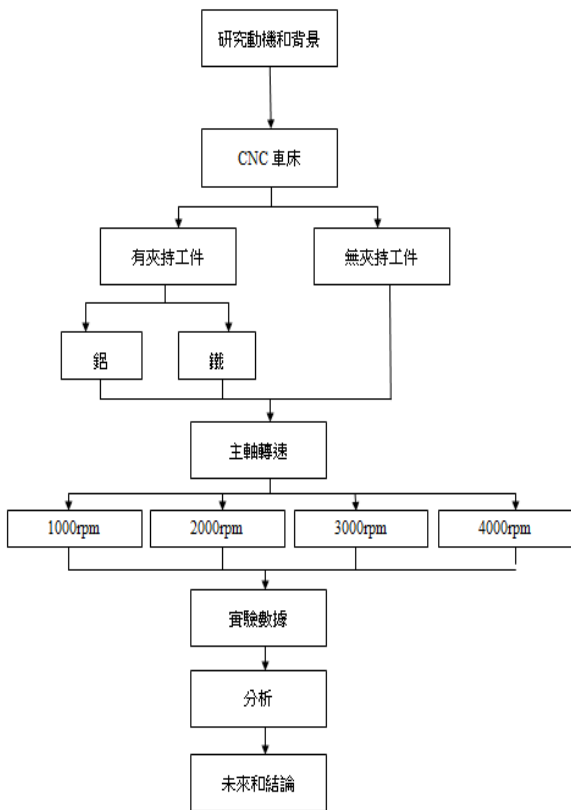 研究動機和背景
CNC 車床
有夾持工件
無夾持工件
鋁
鐵
主軸轉速
1000rpm
2000rpm
3000rpm
4000rpm
實驗數據
分析
未來和結論